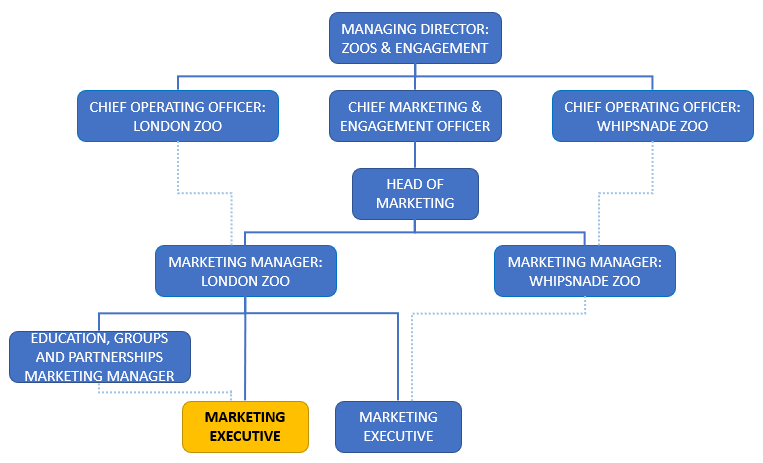 MANAGING DIRECTOR:
ZOOS & ENGAGEMENT
CHIEF OPERATING OFFICER:
LONDON ZOO
CHIEF MARKETING &
ENGAGEMENT OFFICER
CHIEF OPERATING OFFICER:
WHIPSNADE ZOO
HEAD OF
MARKETING
MARKETING MANAGER:
LONDON ZOO
MARKETING MANAGER:
WHIPSNADE ZOO
EDUCATION, GROUPS
AND PARTNERSHIPS
MARKETING MANAGER
MARKETING
EXECUTIVE
MARKETING
EXECUTIVE